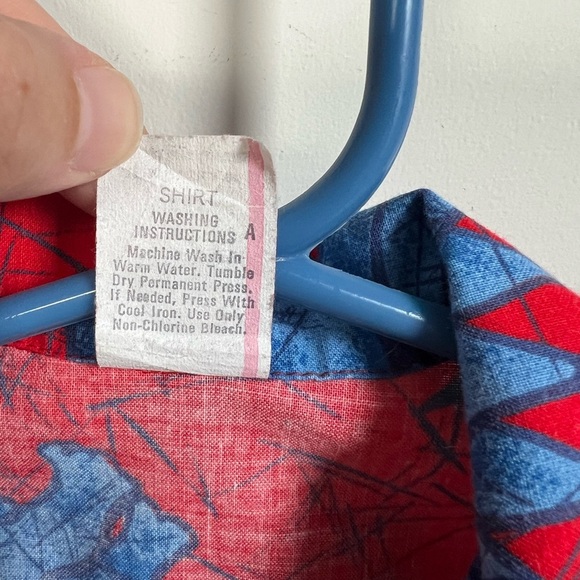 SHIRT
WASHING
INSTRUCTIONS A
Machine Wash In
Warm Water. Tumble
Dry Permanent Press.
If Needed, Press With
Cool Iron. Use Only
Non-Chlorine Bleach.